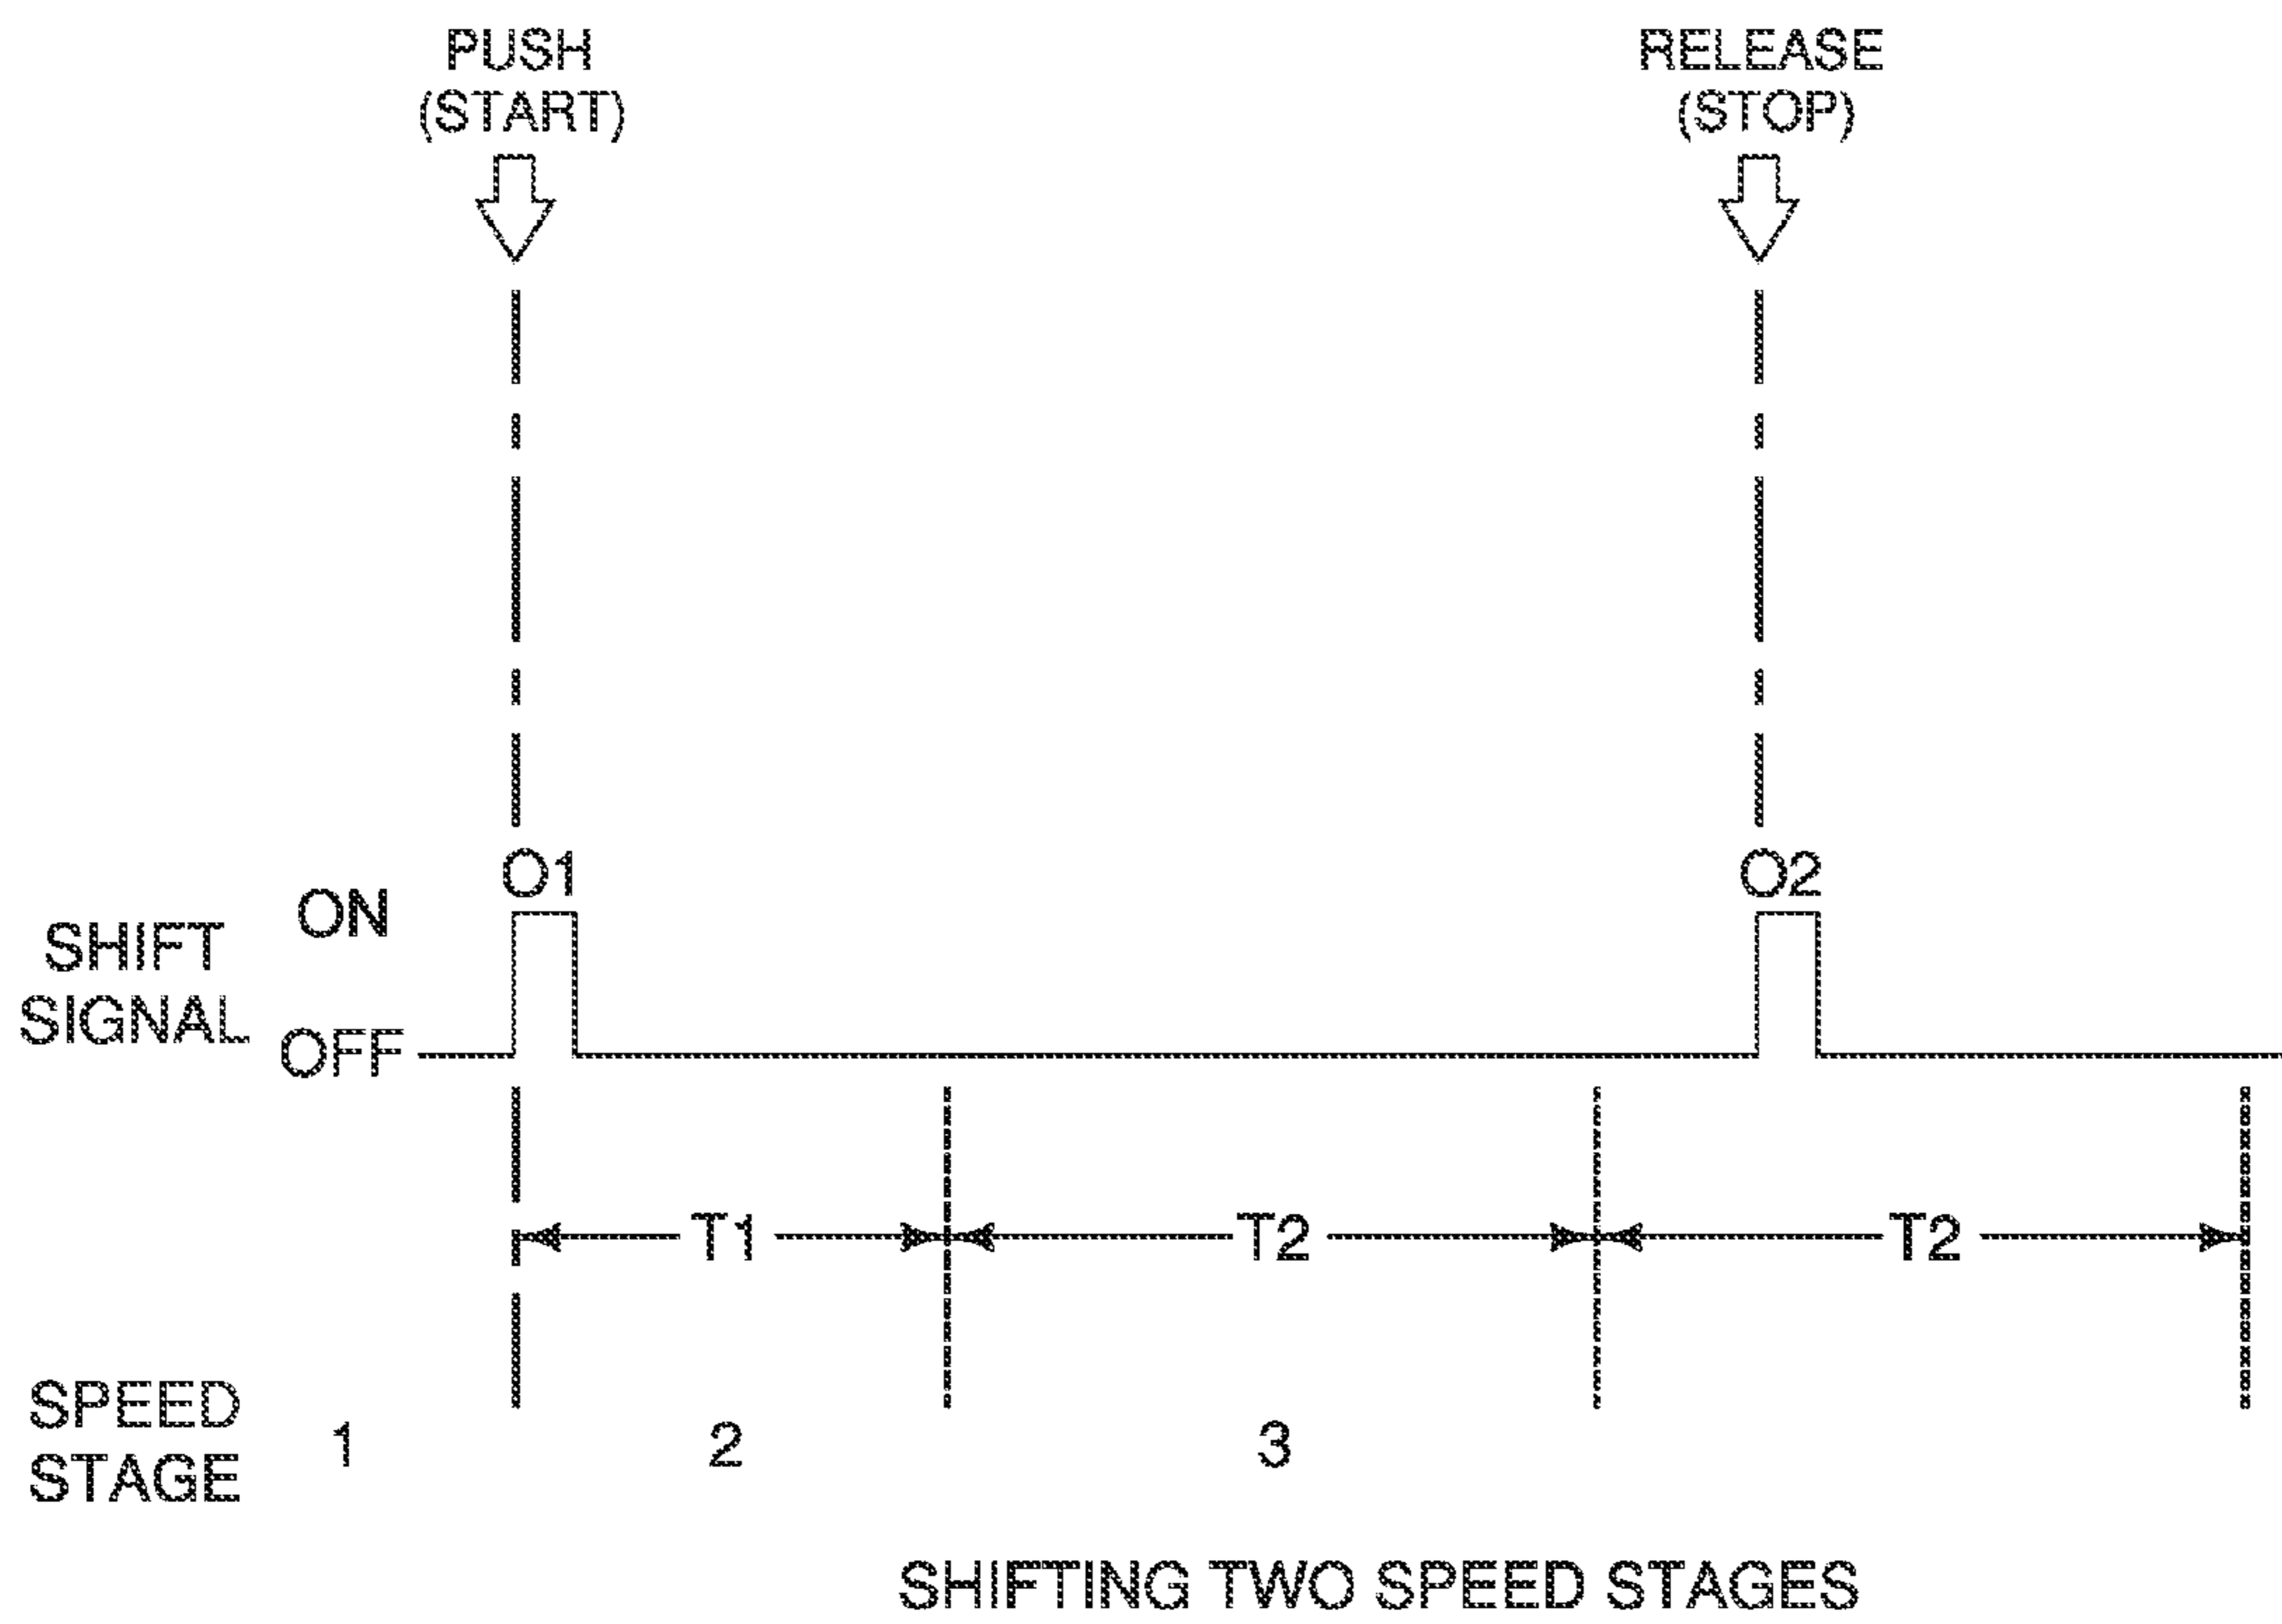 PUSH
(START)
RELEASE
(STOP)
O1
O2
SHIFT
SIGNAL
ON
OFF
T1
T2
T2
SPEED
STAGE
1
2
3
SHIFTING TWO SPEED STAGES